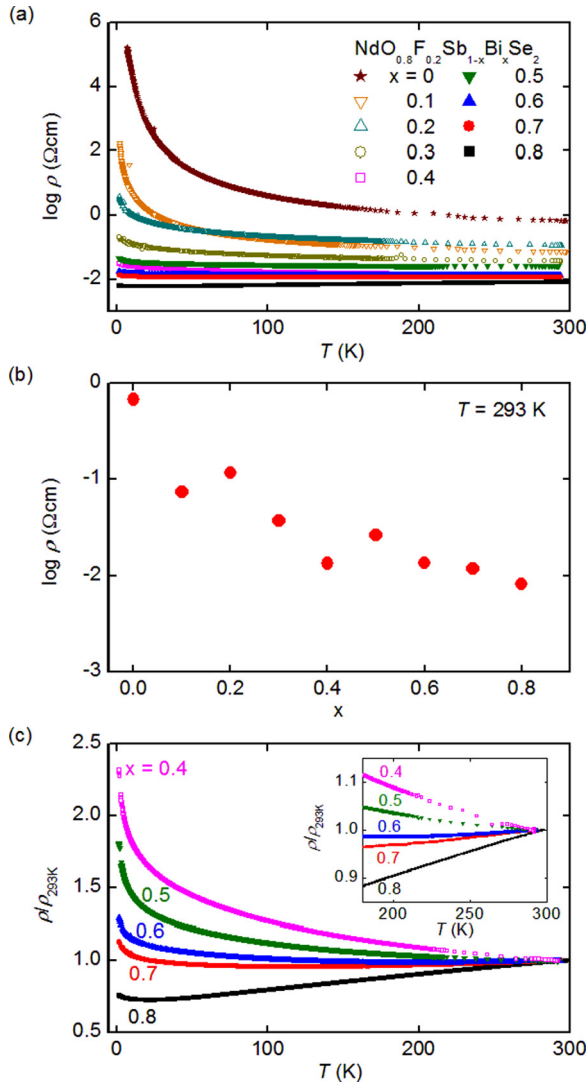 (a)
6
4
2
0
-2
log ρ (Ωcm)
NdO0.8F0.2Sb1-xBixSe2
x = 0 0.5
0.1 0.6
0.2 0.7
0.3 0.8
0.4
0 100 200 300
T (K)
(b)
0
-1
-2
-3
log ρ (Ωcm)
T = 293 K
0.0 0.2 0.4 0.6 0.8
x
(c)
2.5
2.0
1.5
1.0
0.5
ρ/ρ293K
x = 0.4
0.5
0.6
0.7
0.8
1.1
1.0
0.9
ρ/ρ293K
0.4
0.5
0.6
0.7
0.8
200 250 300
T (K)
0 100 200 300
T (K)